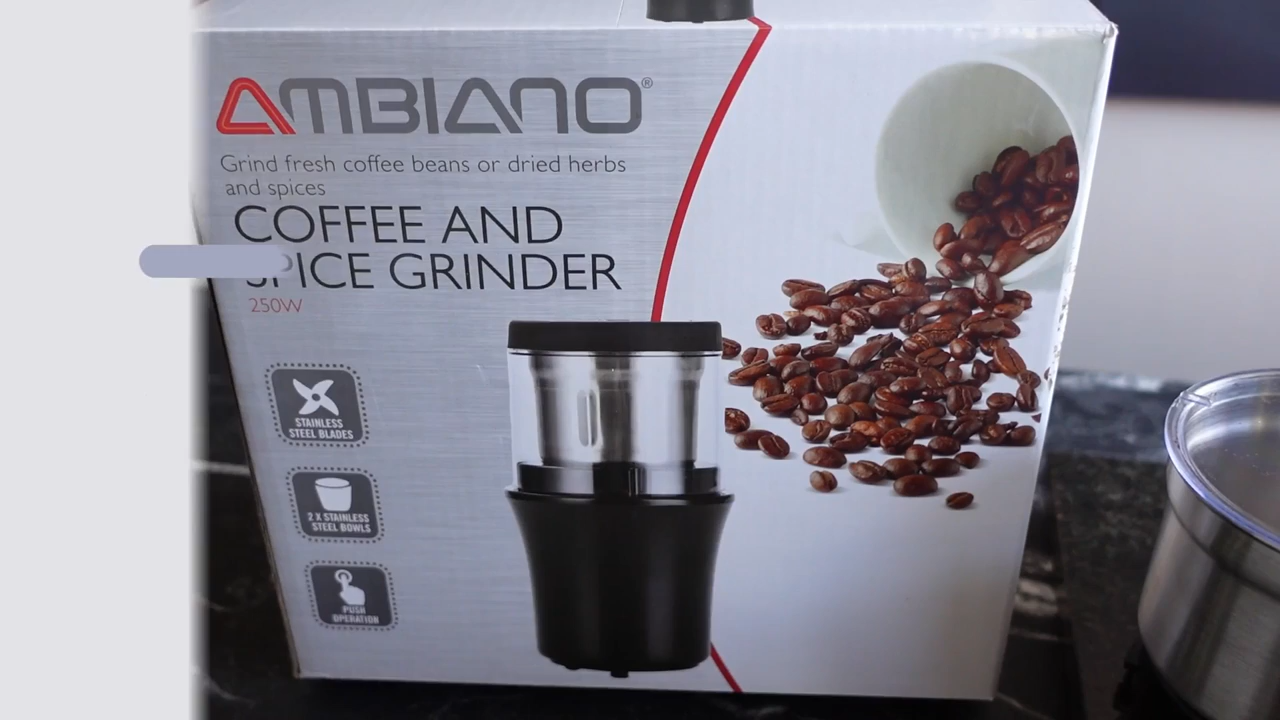 AMBIANO®
Grind fresh coffee beans or dried herbs
and spices
COFFEE AND
SPICE GRINDER
250W
STAINLESS
STEEL BLADES
2 X STAINLESS
STEEL BOWLS
PUSH
OPERATION